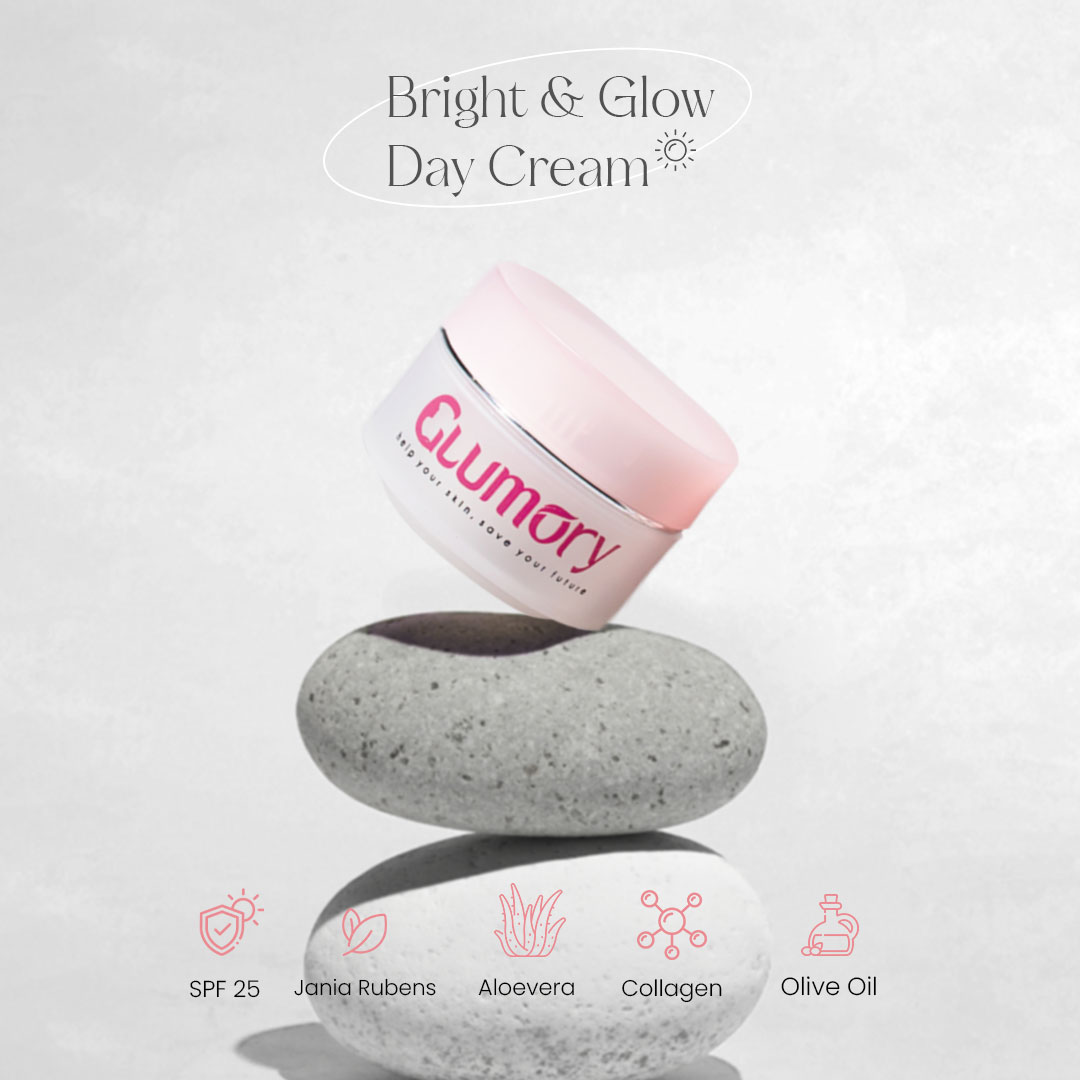 Bright & Glow
Day Cream
Glumory
help your skin, save your future
SPF 25
Jania Rubens
Aloevera
Collagen
Olive Oil